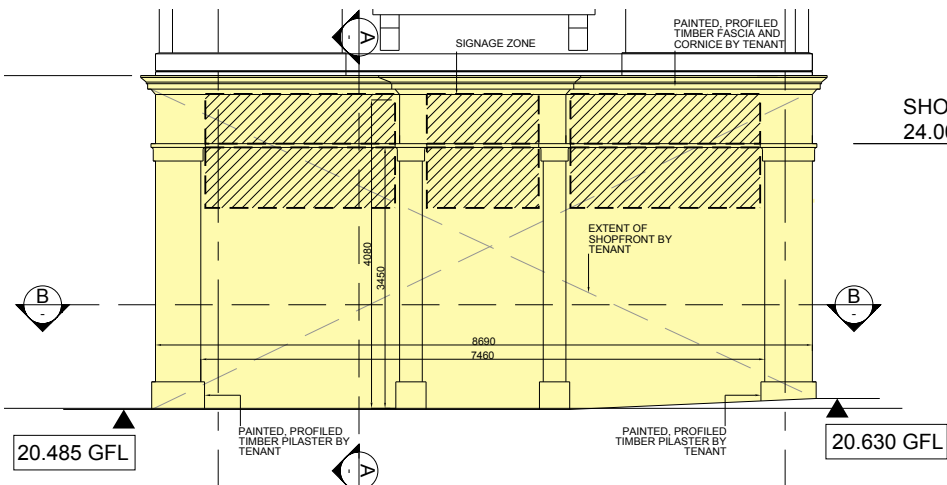 A
-
SIGNAGE ZONE
PAINTED, PROFILED
TIMBER FASCIA AND
CORNICE BY TENANT
SHO
24.00
EXTENT OF
SHOPFRONT BY
TENANT
4080
3450
B
-
B
-
8690
7460
PAINTED, PROFILED
TIMBER PILASTER BY
TENANT
PAINTED, PROFILED
TIMBER PILASTER BY
TENANT
20.485 GFL
20.630 GFL
A
-